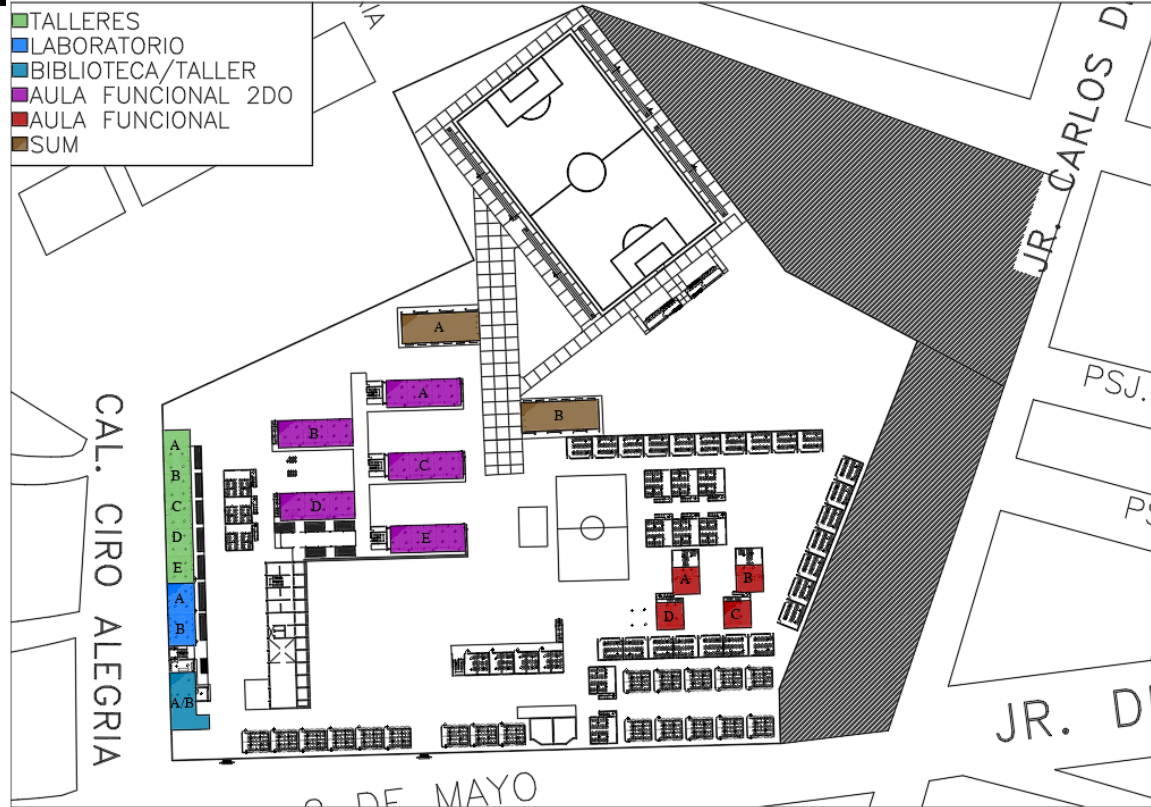 TALLERES
LABORATORIO
BIBLIOTECA/TALLER
AULA FUNCIONAL 2DO
AULA FUNCIONAL
SUM
RIA
JR. CARLOS D
A
A
B
B
C
D
E
A
B
C
D
E
A
B
A/B
A
B
D
C
CAL. CIRO ALEGRIA
PSJ.
PS
JR. D
DE MAYO